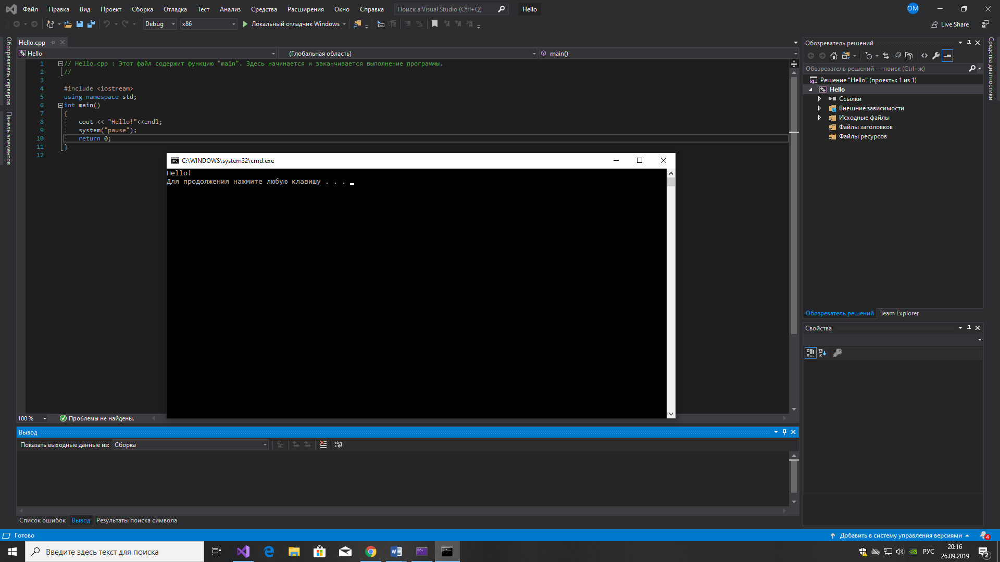 Файл Правка Вид Проект Сборка Отладка Тест Анализ Средства Расширения Окно Справка Поиск в Visual Studio (Ctrl+Q) Hello OM
Debug x86 Локальный отладчик Windows Live Share
Обозреватель серверов
Панель элементов
Hello.cpp
Hello (Глобальная область) main()
1 // Hello.cpp : Этот файл содержит функцию "main". Здесь начинается и заканчивается выполнение программы.
2 //
3
4 #include <iostream>
5 using namespace std;
6 int main()
7 {
8 cout << "Hello!"<<endl;
9 system("pause");
10 return 0;
11 }
12
C:\WINDOWS\system32\cmd.exe
Hello!
Для продолжения нажмите любую клавишу . . .
100 % Проблемы не найдены.
Вывод
Показать выходные данные из: Сборка
Список ошибок Вывод Результаты поиска символа
Обозреватель решений
Обозреватель решений — поиск (Ctrl+ж)
Решение "Hello" (проекты: 1 из 1)
Hello
Ссылки
Внешние зависимости
Исходные файлы
Файлы заголовков
Файлы ресурсов
Обозреватель решений Team Explorer
Свойства
Средства диагностики
Готово Добавить в систему управления версиями 4
Введите здесь текст для поиска
РУС 20:16
26.09.2019
2